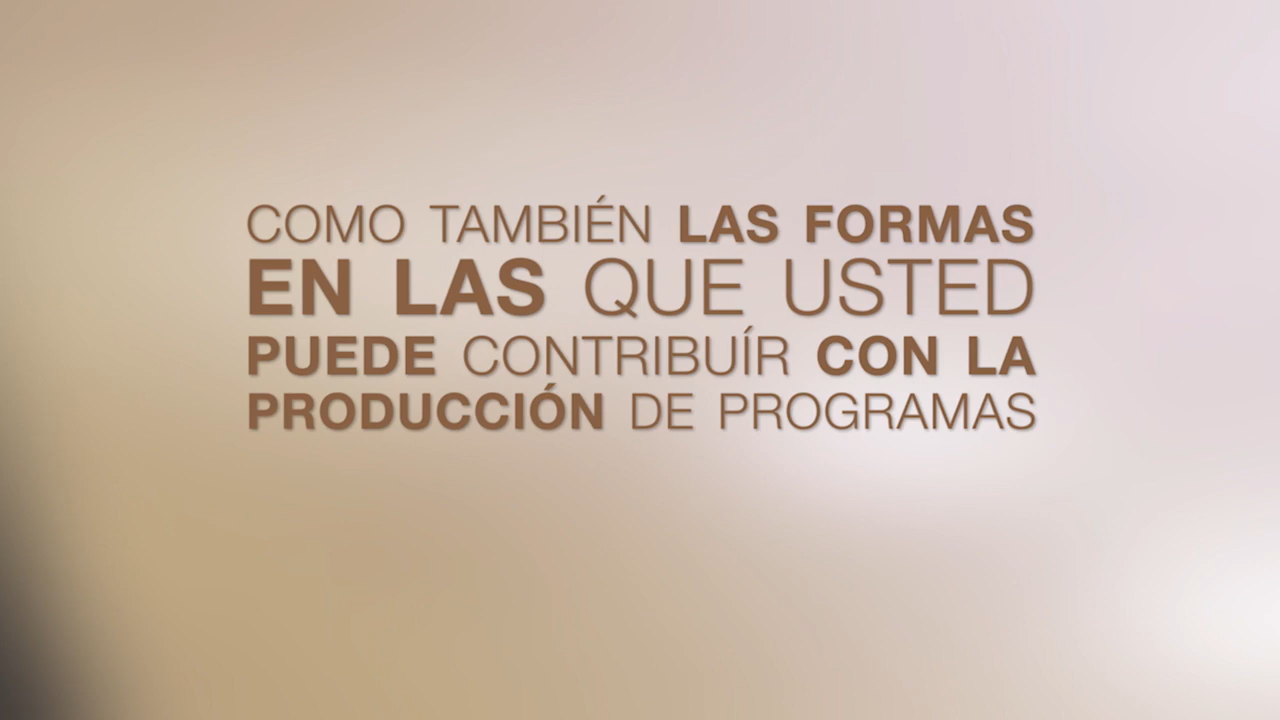 COMO TAMBIÉN LAS FORMAS
EN LAS QUE USTED
PUEDE CONTRIBUÍR CON LA
PRODUCCIÓN DE PROGRAMAS